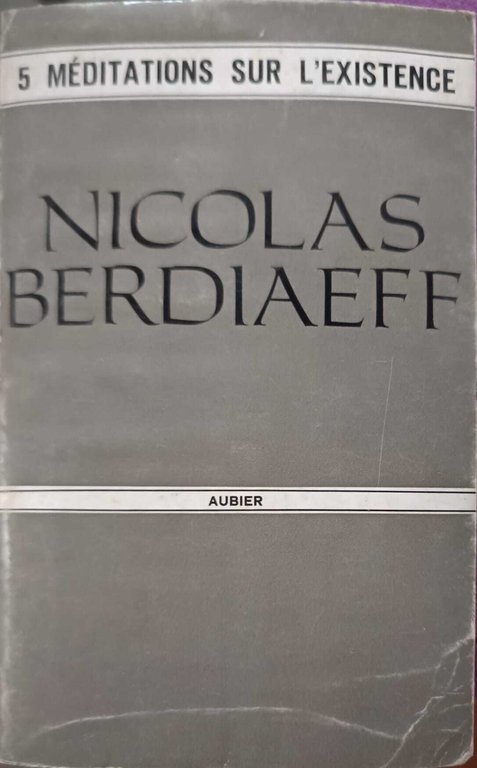 5 MÉDITATIONS SUR L'EXISTENCE
NICOLAS
BERDIAEFF
AUBIER